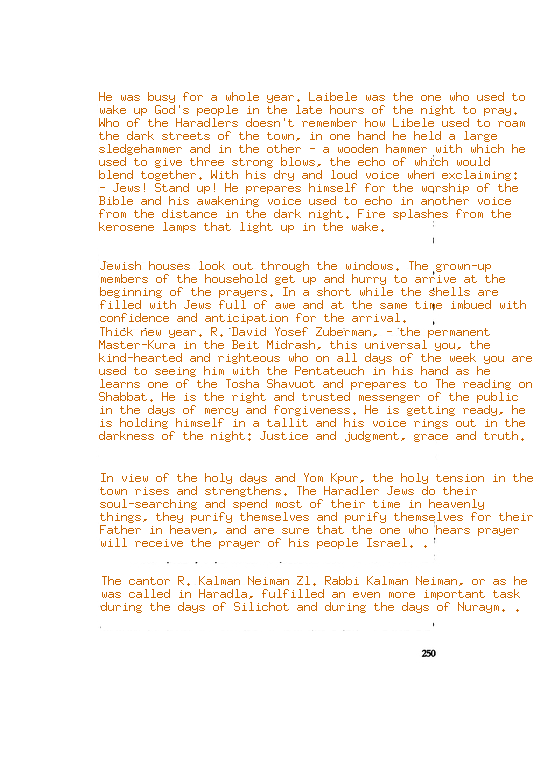 He was busy for a whole year. Laibele was the one who used to
wake up God's people in the late hours of the night to pray.
Who of the Haradlers doesn't remember how Libele used to roam
the dark streets of the town, in one hand he held a large
sledgehammer and in the other - a wooden hammer with which he
used to give three strong blows, the echo of which would
blend together. With his dry and loud voice when exclaiming:
- Jews! Stand up! He prepares himself for the worship of the
Bible and his awakening voice used to echo in another voice
from the distance in the dark night. Fire splashes from the
kerosene lamps that light up in the wake.
Jewish houses look out through the windows. The grown-up
members of the household get up and hurry to arrive at the
beginning of the prayers. In a short while the shells are
filled with Jews full of awe and at the same time imbued with
confidence and anticipation for the arrival.
Thick new year. R. David Yosef Zuberman, - the permanent
Master-Kura in the Beit Midrash, this universal you, the
kind-hearted and righteous who on all days of the week you are
used to seeing him with the Pentateuch in his hand as he
learns one of the Tosha Shavuot and prepares to The reading on
Shabbat. He is the right and trusted messenger of the public
in the days of mercy and forgiveness. He is getting ready, he
is holding himself in a tallit and his voice rings out in the
darkness of the night: Justice and judgment, grace and truth.
In view of the holy days and Yom Kpur, the holy tension in the
town rises and strengthens. The Haradler Jews do their
soul-searching and spend most of their time in heavenly
things, they purify themselves and purify themselves for their
Father in heaven, and are sure that the one who hears prayer
will receive the prayer of his people Israel. .
The cantor R. Kalman Neiman Zl. Rabbi Kalman Neiman, or as he
was called in Haradla, fulfilled an even more important task
during the days of Silichot and during the days of Nuraym. .
250